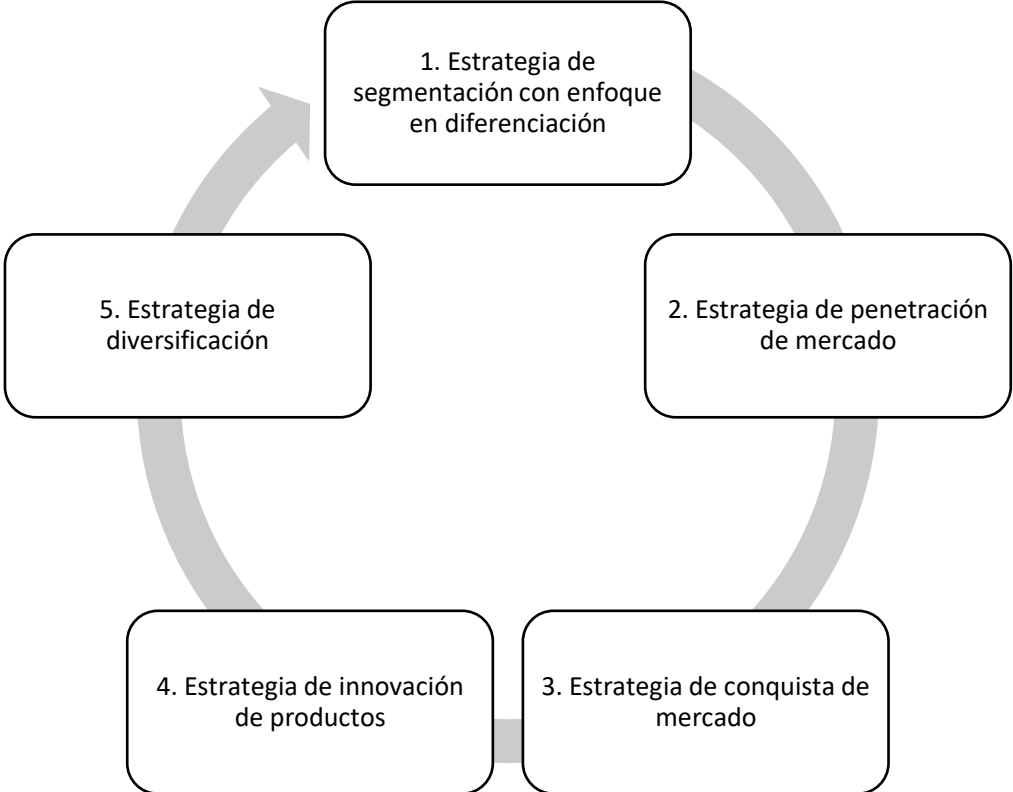 1. Estrategia de
segmentación con enfoque
en diferenciación
2. Estrategia de penetración
de mercado
3. Estrategia de conquista de
mercado
4. Estrategia de innovación
de productos
5. Estrategia de
diversificación